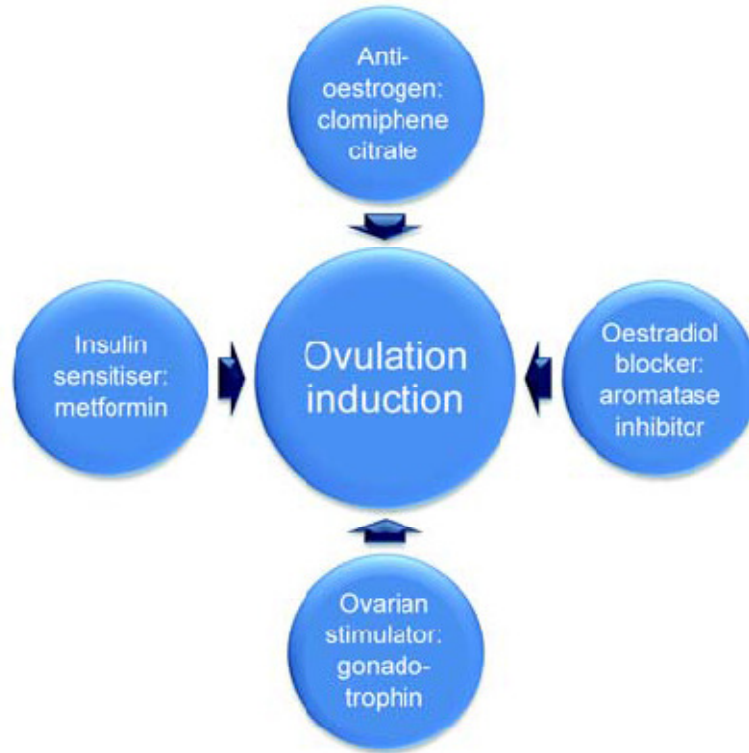 Anti-
oestrogen:
clomiphene
citrate
Insulin
sensitiser:
metformin
Ovulation
induction
Oestradiol
blocker:
aromatase
inhibitor
Ovarian
stimulator:
gonado-
trophin